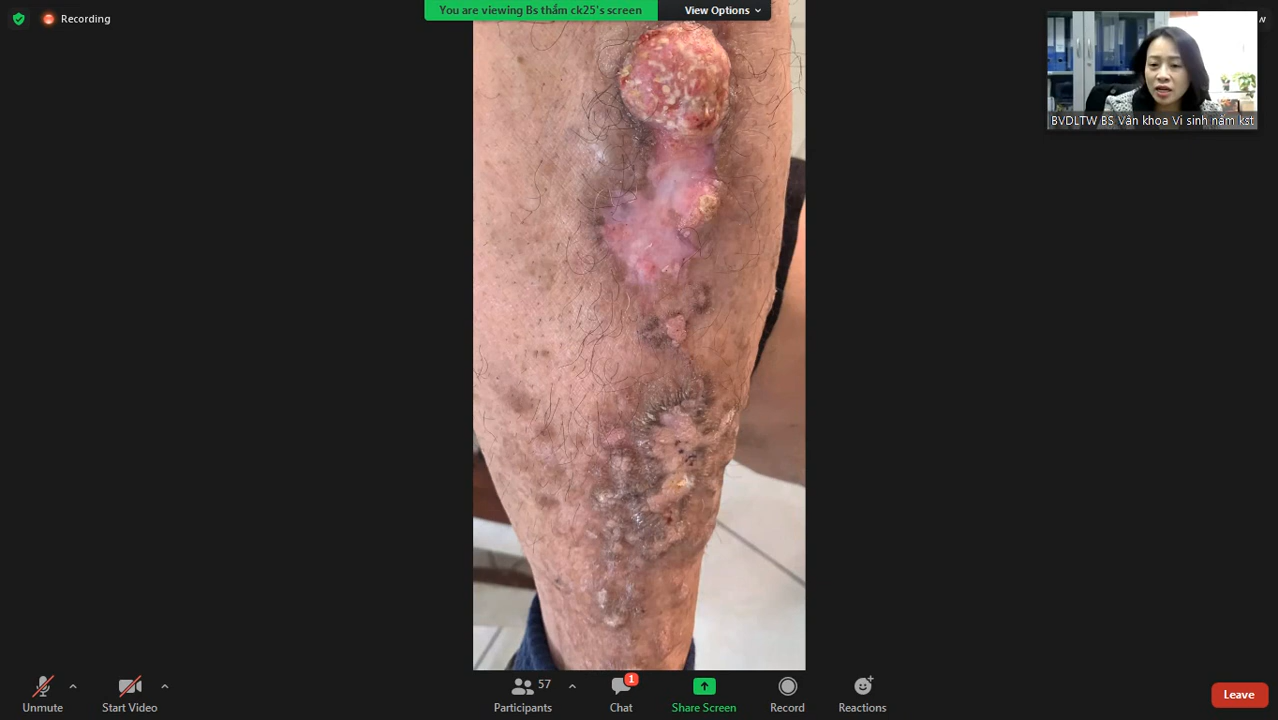 Recording
You are viewing Bs thắm ck25's screen
View Options
BVDLTW BS Vân khoa Vi sinh nấm kst
Unmute
Start Video
57
Participants
1
Chat
Share Screen
Record
Reactions
Leave